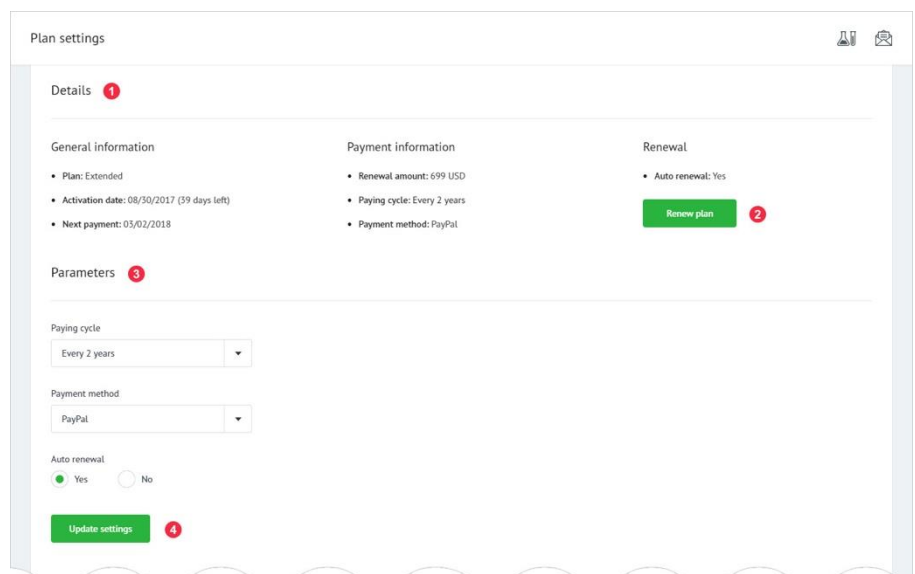 Plan settings
Details 1
General information
• Plan: Extended
• Activation date: 08/30/2017 (39 days left)
• Next payment: 03/02/2018
Payment information
• Renewal amount: 699 USD
• Paying cycle: Every 2 years
• Payment method: PayPal
Renewal
• Auto renewal: Yes
Renew plan 2
Parameters 3
Paying cycle
Every 2 years
Payment method
PayPal
Auto renewal
Yes No
Update settings 4